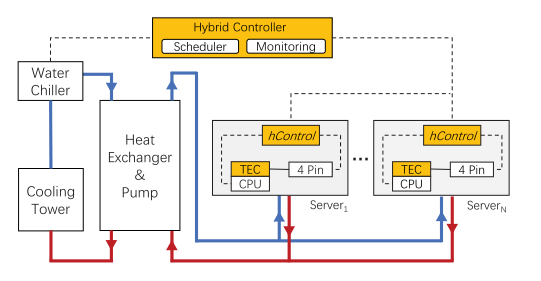 Hybrid Controller
Scheduler
Monitoring
Water
Chiller
Heat
Exchanger
&
Pump
Cooling
Tower
hControl
TEC
CPU
4 Pin
Server1
...
hControl
TEC
CPU
4 Pin
ServerN